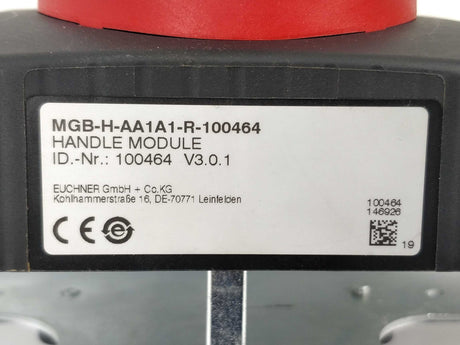 MGB-H-AA1A1-R-100464
HANDLE MODULE
ID.-Nr.: 100464 V3.0.1
EUCHNER GmbH + Co.KG
Kohlhammerstraße 16, DE-70771 Leinfelden
CE
100464
146926
19